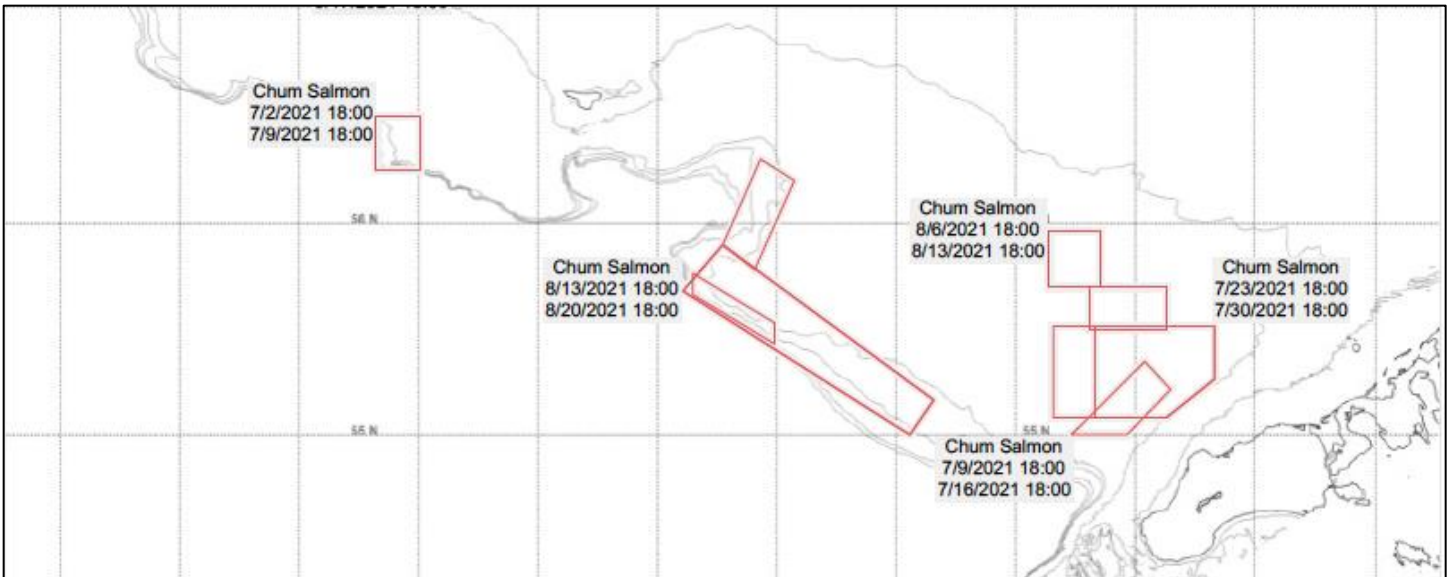 Chum Salmon
7/2/2021 18:00
7/9/2021 18:00
56 N
Chum Salmon
8/6/2021 18:00
8/13/2021 18:00
Chum Salmon
8/13/2021 18:00
8/20/2021 18:00
Chum Salmon
7/23/2021 18:00
7/30/2021 18:00
55 N
Chum Salmon
7/9/2021 18:00
7/16/2021 18:00